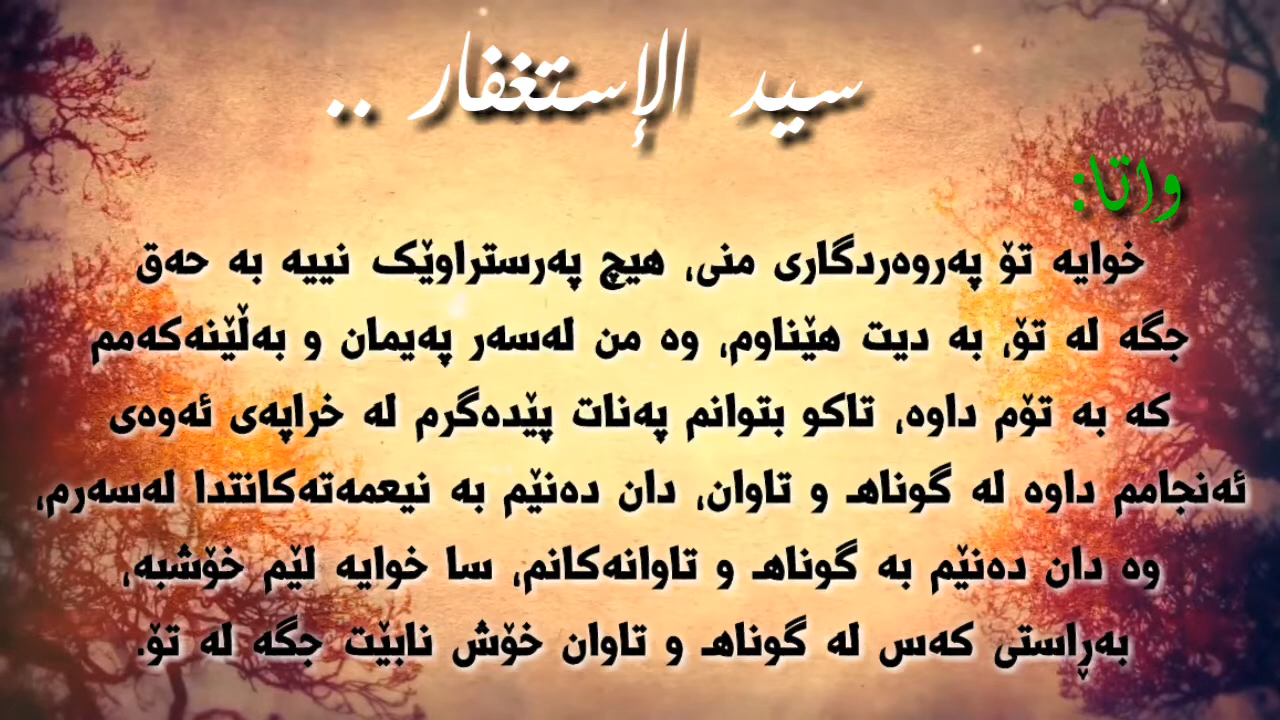 سيد الإستغفار ..
واتا:
خوایە تۆ پەروەردگاری منی، هیچ پەرستراوێک نییە بە حەق
جگە لە تۆ، بە دیت هێناوم، وە من لەسەر پەیمان و بەڵێنەکەمم
کە بە تۆم داوە، تاکو بتوانم پەنات پێدەگرم لە خراپەی ئەوەی
ئەنجامم داوە لە گوناهـ و تاوان، دان دەنێم بە نیعمەتەکانتدا لەسەرم،
وە دان دەنێم بە گوناهـ و تاوانەکانم، سا خوایە لێم خۆشبە،
بەڕاستی کەس لە گوناهـ و تاوان خۆش نابێت جگە لە تۆ.